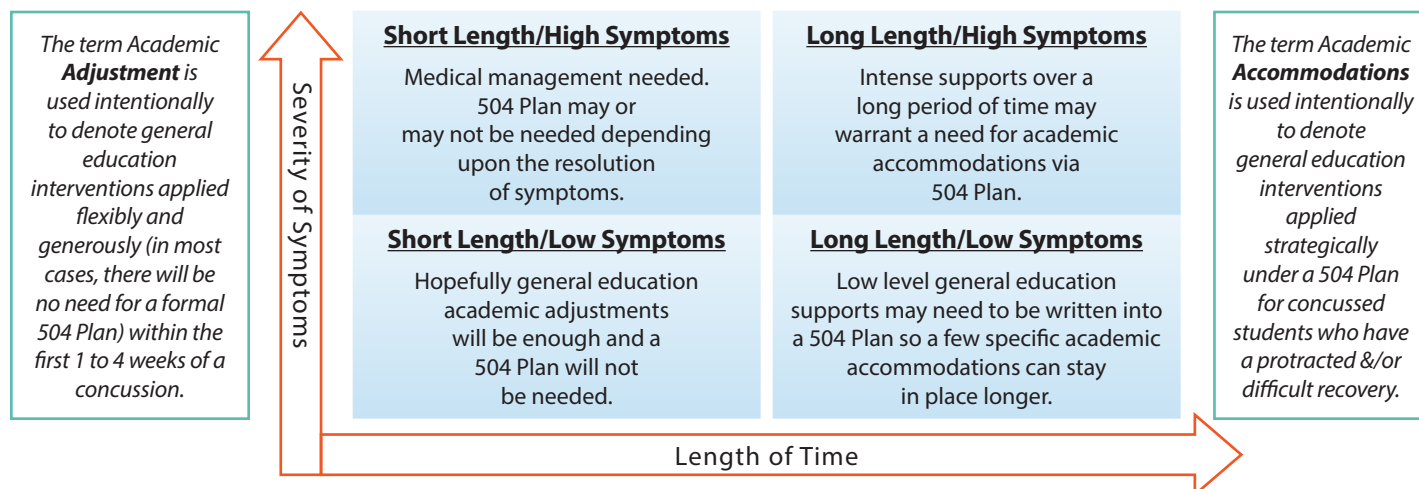 The term Academic
Adjustment is
used intentionally
to denote general
education
interventions applied
flexibly and
generously (in most
cases, there will be
no need for a formal
504 Plan) within the
first 1 to 4 weeks of a
concussion.
Severity of Symptoms
Short Length/High Symptoms
Medical management needed.
504 Plan may or
may not be needed depending
upon the resolution
of symptoms.
Long Length/High Symptoms
Intense supports over a
long period of time may
warrant a need for academic
accommodations via
504 Plan.
Short Length/Low Symptoms
Hopefully general education
academic adjustments
will be enough and a
504 Plan will not
be needed.
Long Length/Low Symptoms
Low level general education
supports may need to be written into
a 504 Plan so a few specific academic
accommodations can stay
in place longer.
Length of Time
The term Academic
Accommodations
is used intentionally
to denote
general education
interventions
applied
strategically
under a 504 Plan
for concussed
students who have
a protracted &/or
difficult recovery.